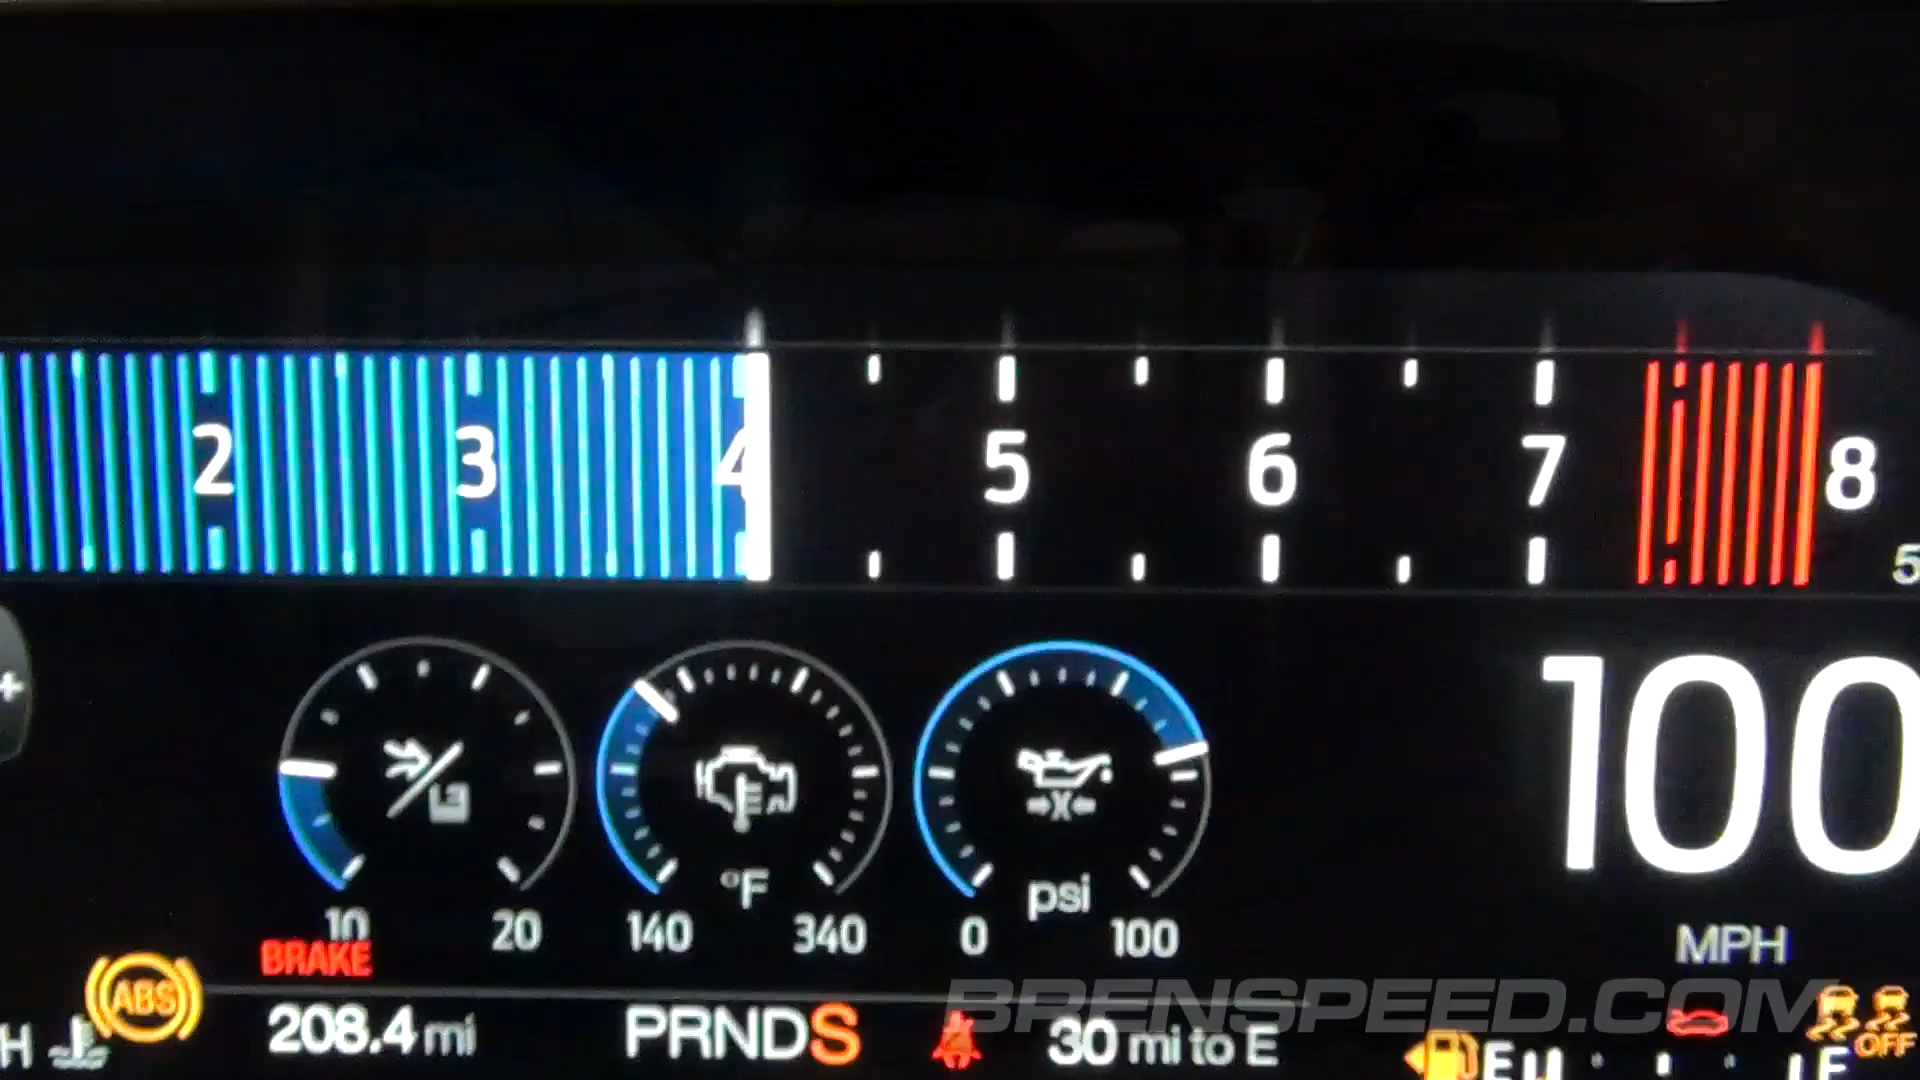 2 3 4 5 6 7 8
5
+
100
°F
psi
10 20 140 340 0 100
MPH
BRAKE
ABS
BRENSPEED.COM
H 208.4 mi PRNDS 30 mi to E
OFF
E F